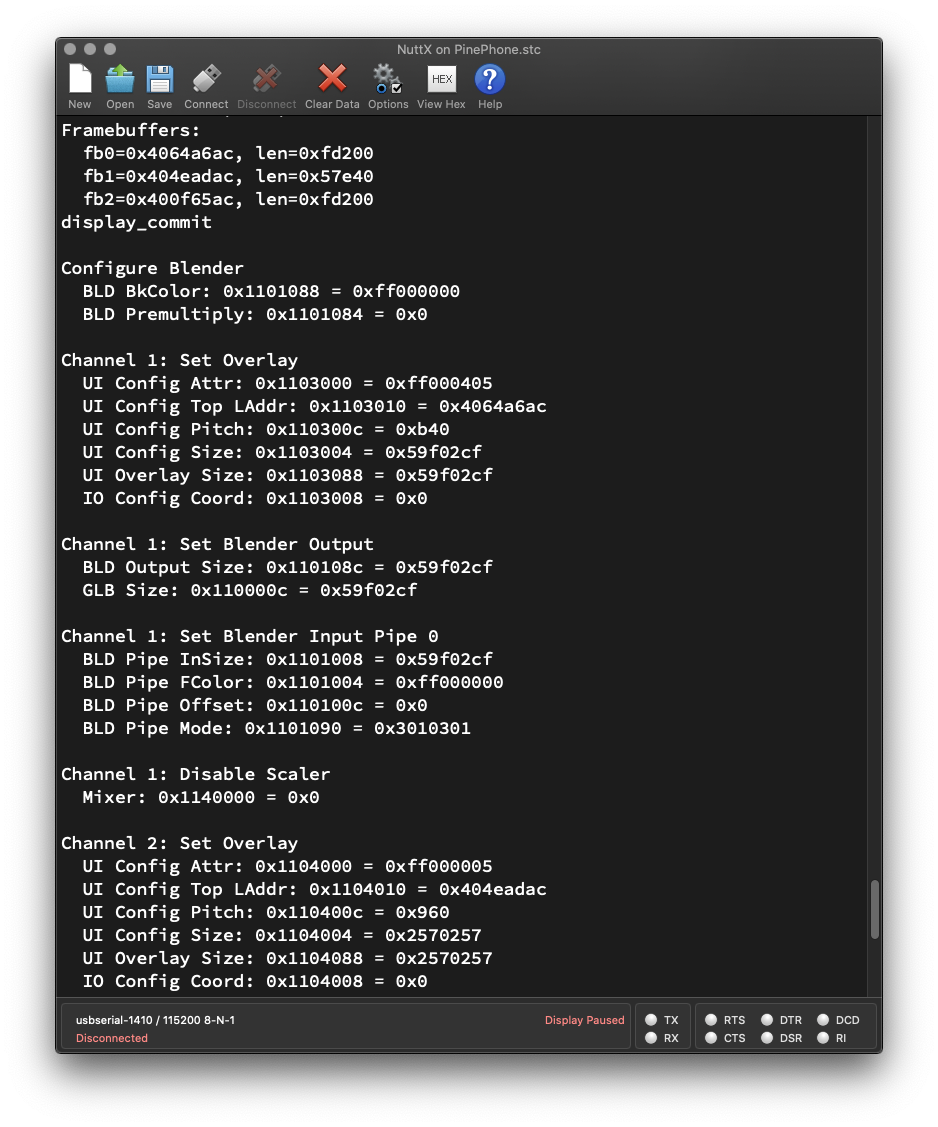 NuttX on PinePhone.stc
New Open Save Connect Disconnect Clear Data Options HEX View Hex ? Help
Framebuffers:
fb0=0x4064a6ac, len=0xfd200
fb1=0x404eadac, len=0x57e40
fb2=0x400f65ac, len=0xfd200
display_commit
Configure Blender
BLD BkColor: 0x1101088 = 0xff000000
BLD Premultiply: 0x1101084 = 0x0
Channel 1: Set Overlay
UI Config Attr: 0x1103000 = 0xff000405
UI Config Top LAddr: 0x1103010 = 0x4064a6ac
UI Config Pitch: 0x110300c = 0xb40
UI Config Size: 0x1103004 = 0x59f02cf
UI Overlay Size: 0x1103088 = 0x59f02cf
IO Config Coord: 0x1103008 = 0x0
Channel 1: Set Blender Output
BLD Output Size: 0x110108c = 0x59f02cf
GLB Size: 0x110000c = 0x59f02cf
Channel 1: Set Blender Input Pipe 0
BLD Pipe InSize: 0x1101008 = 0x59f02cf
BLD Pipe FColor: 0x1101004 = 0xff000000
BLD Pipe Offset: 0x110100c = 0x0
BLD Pipe Mode: 0x1101090 = 0x3010301
Channel 1: Disable Scaler
Mixer: 0x1140000 = 0x0
Channel 2: Set Overlay
UI Config Attr: 0x1104000 = 0xff000005
UI Config Top LAddr: 0x1104010 = 0x404eadac
UI Config Pitch: 0x110400c = 0x960
UI Config Size: 0x1104004 = 0x2570257
UI Overlay Size: 0x1104088 = 0x2570257
IO Config Coord: 0x1104008 = 0x0
usbserial-1410 / 115200 8-N-1 Display Paused TX RTS DTR DCD
Disconnected RX CTS DSR RI